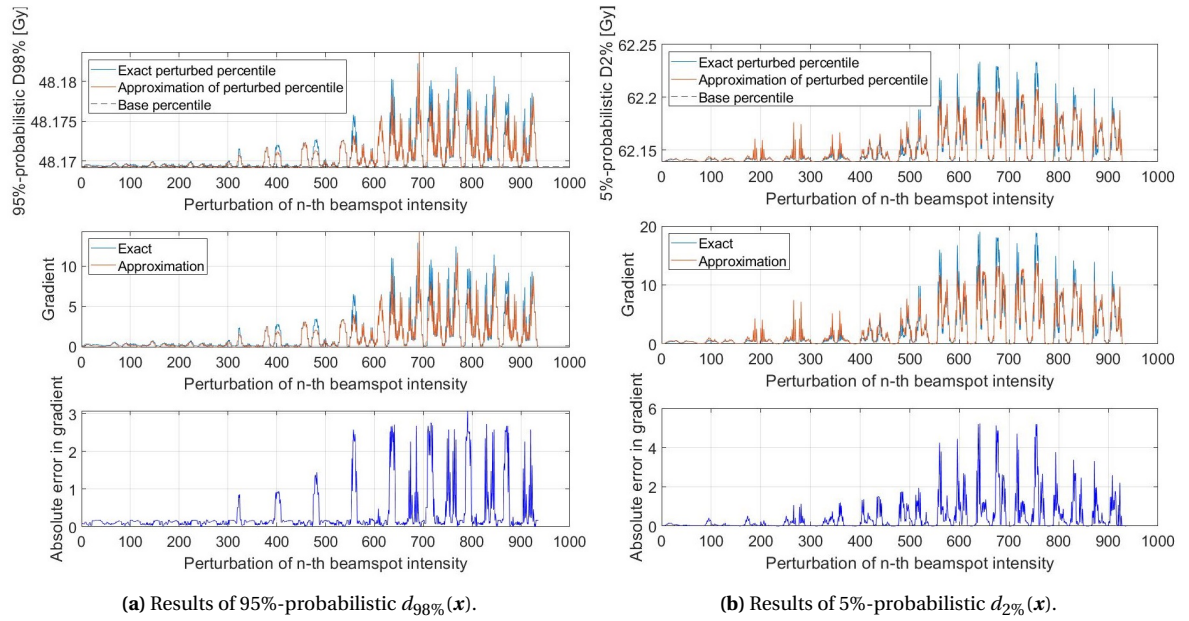 95%-probabilistic D98% [Gy]
48.18
48.175
48.17
Exact perturbed percentile
Approximation of perturbed percentile
Base percentile
0 100 200 300 400 500 600 700 800 900 1000
Perturbation of n-th beamspot intensity
Gradient
10
5
0
Exact
Approximation
0 100 200 300 400 500 600 700 800 900 1000
Perturbation of n-th beamspot intensity
Absolute error in gradient
3
2
1
0
0 100 200 300 400 500 600 700 800 900 1000
Perturbation of n-th beamspot intensity
(a) Results of 95%-probabilistic d98%(x).
5%-probabilistic D2% [Gy]
62.25
62.2
62.15
Exact perturbed percentile
Approximation of perturbed percentile
Base percentile
0 100 200 300 400 500 600 700 800 900 1000
Perturbation of n-th beamspot intensity
Gradient
20
10
0
Exact
Approximation
0 100 200 300 400 500 600 700 800 900 1000
Perturbation of n-th beamspot intensity
Absolute error in gradient
6
4
2
0
0 100 200 300 400 500 600 700 800 900 1000
Perturbation of n-th beamspot intensity
(b) Results of 5%-probabilistic d2%(x).